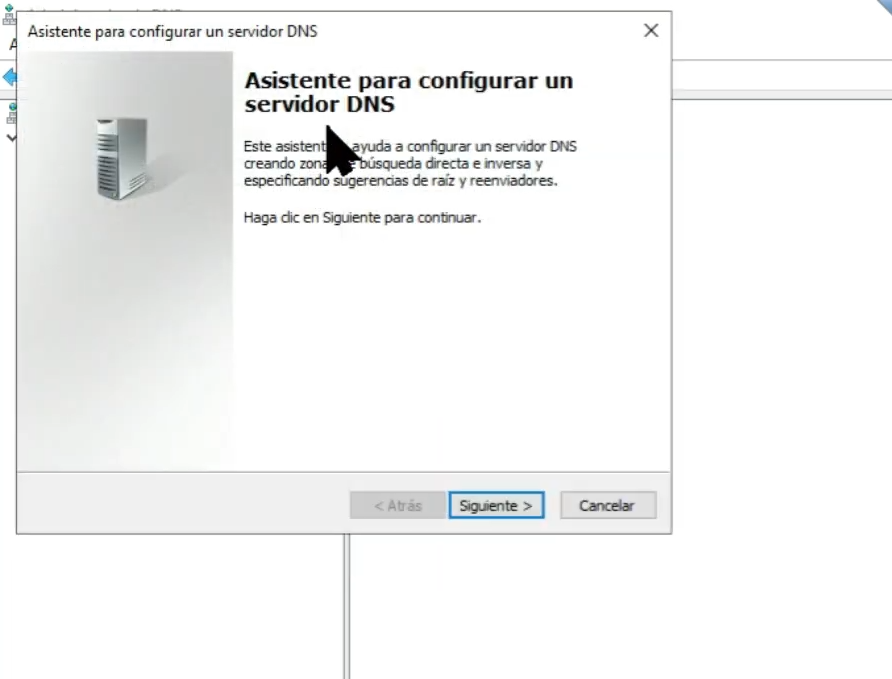 Asistente para configurar un servidor DNS
Asistente para configurar un
servidor DNS
Este asistent ayuda a configurar un servidor DNS
creando zona e búsqueda directa e inversa y
especificando sugerencias de raíz y reenviadores.
Haga clic en Siguiente para continuar.
< Atrás
Siguiente >
Cancelar